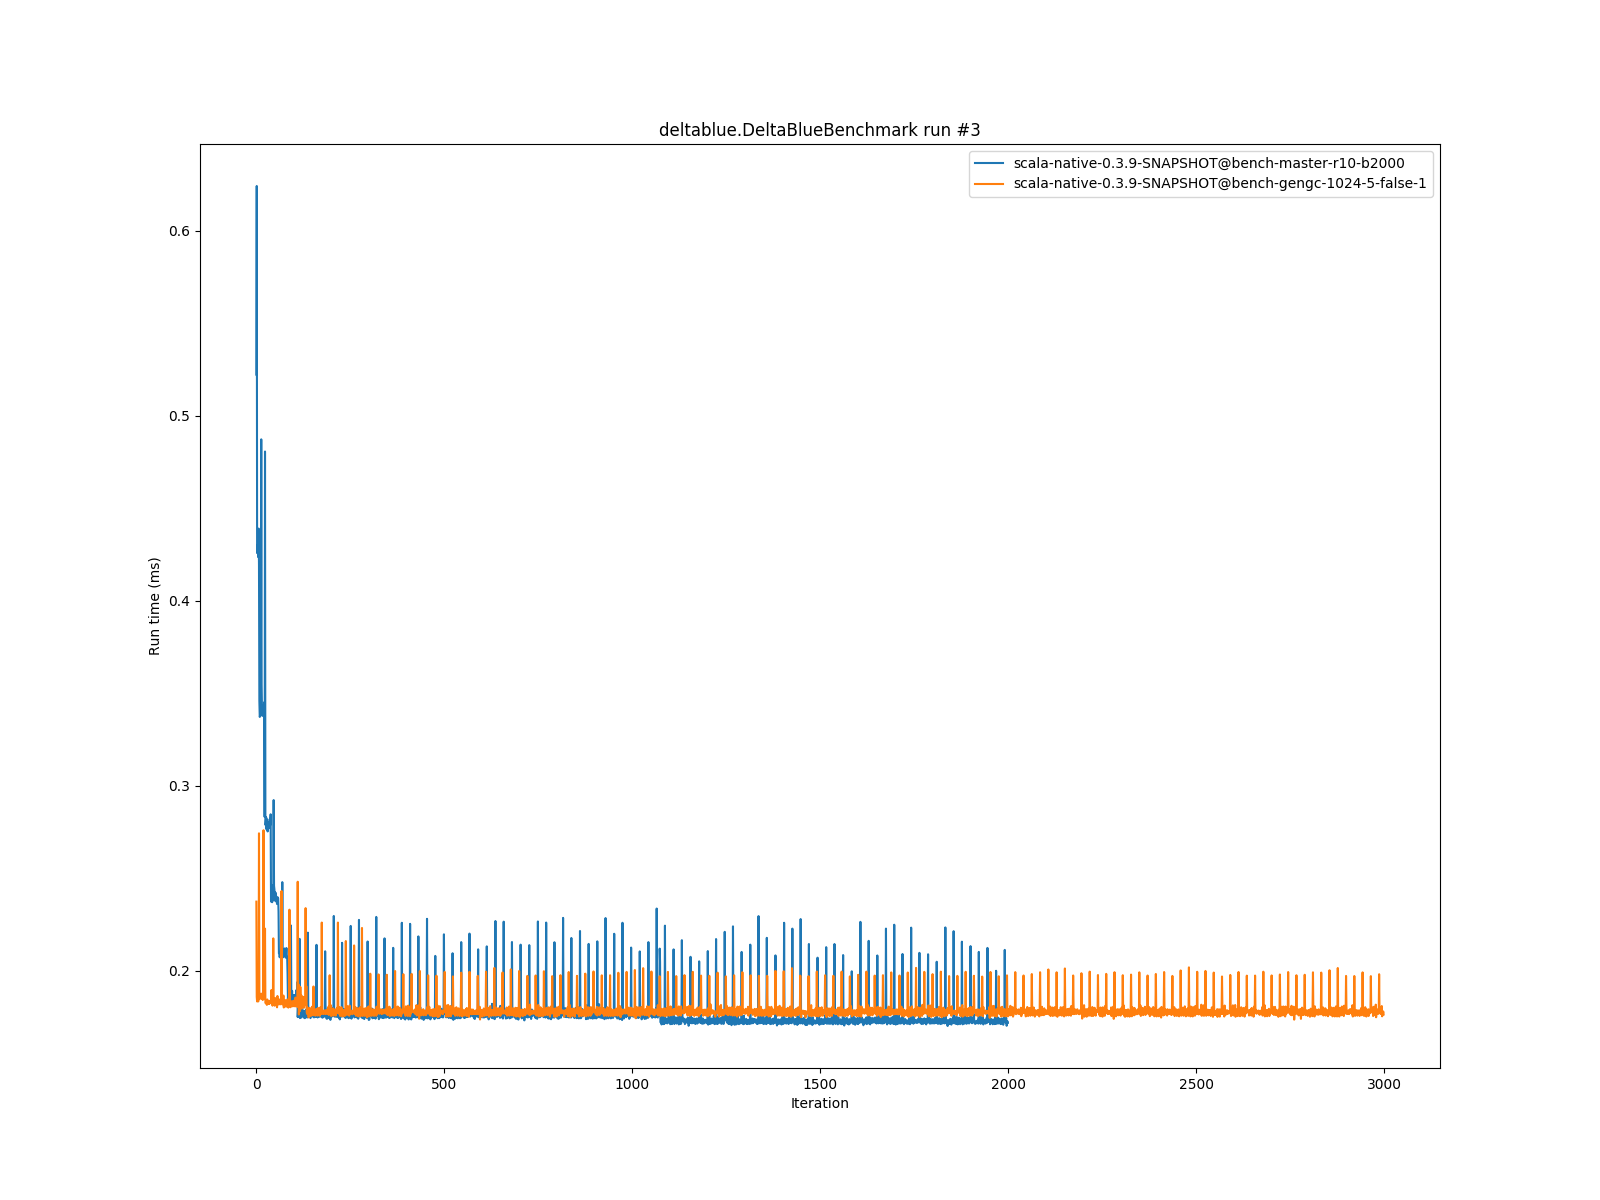 deltablue.DeltaBlueBenchmark run #3
scala-native-0.3.9-SNAPSHOT@bench-master-r10-b2000
scala-native-0.3.9-SNAPSHOT@bench-gengc-1024-5-false-1
0.6
0.5
0.4
0.3
0.2
Run time (ms)
0 500 1000 1500 2000 2500 3000
Iteration